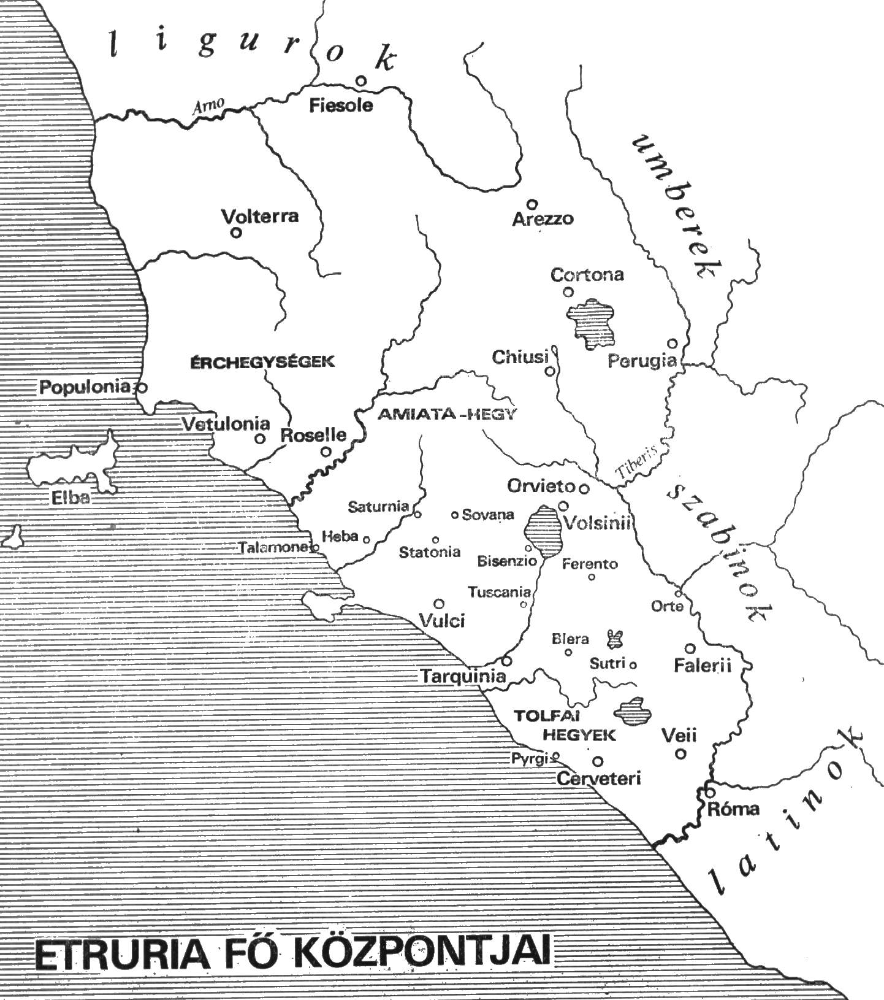 ligurok
Arno
Fiesole
umberek
Volterra
Arezzo
Cortona
Chiusi
Perugia
ÉRCHEGYSÉGEK
Populonia
AMIATA-HEGY
Vetulonia
Roselle
Tiberis
Elba
Orvieto
szabinok
Saturnia
Sovana
Volsinii
Heba
Talamone
Statonia
Bisenzio
Ferento
Tuscania
Orte
Vulci
Blera
Sutri
Falerii
Tarquinia
TOLFAI
HEGYEK
Veii
Pyrgi
Cerveteri
Róma
latinok
ETRURIA FŐ KÖZPONTJAI